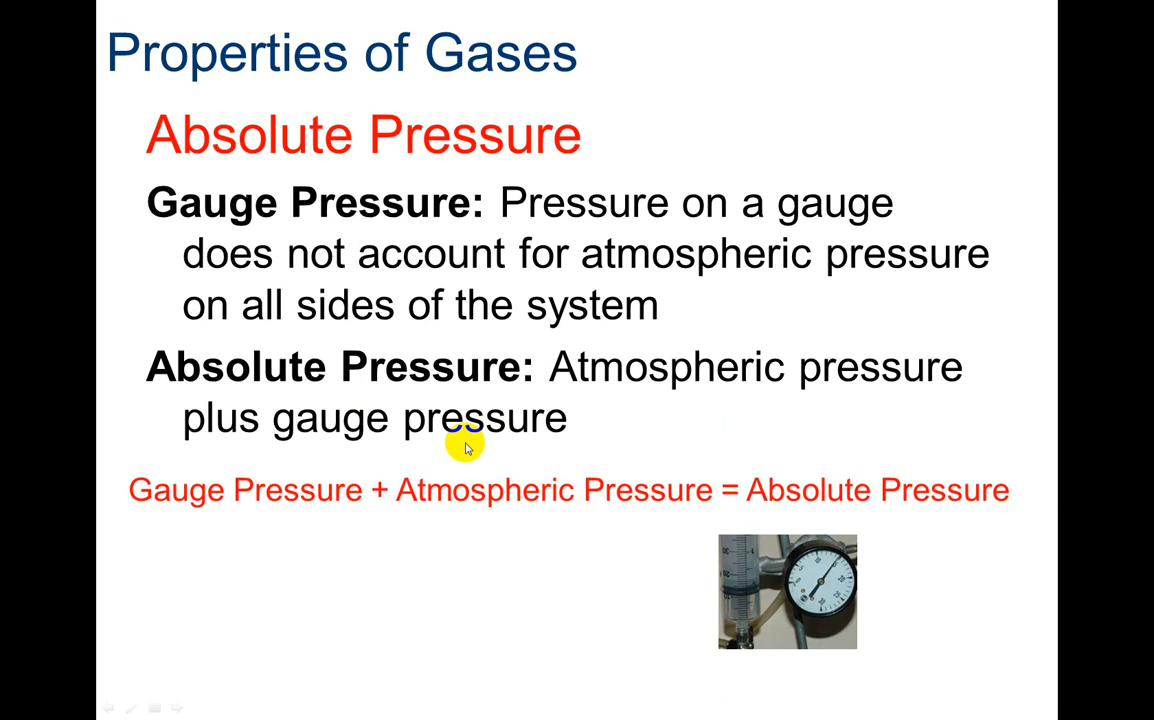 Properties of Gases
Absolute Pressure
Gauge Pressure: Pressure on a gauge
does not account for atmospheric pressure
on all sides of the system
Absolute Pressure: Atmospheric pressure
plus gauge pressure
Gauge Pressure + Atmospheric Pressure = Absolute Pressure